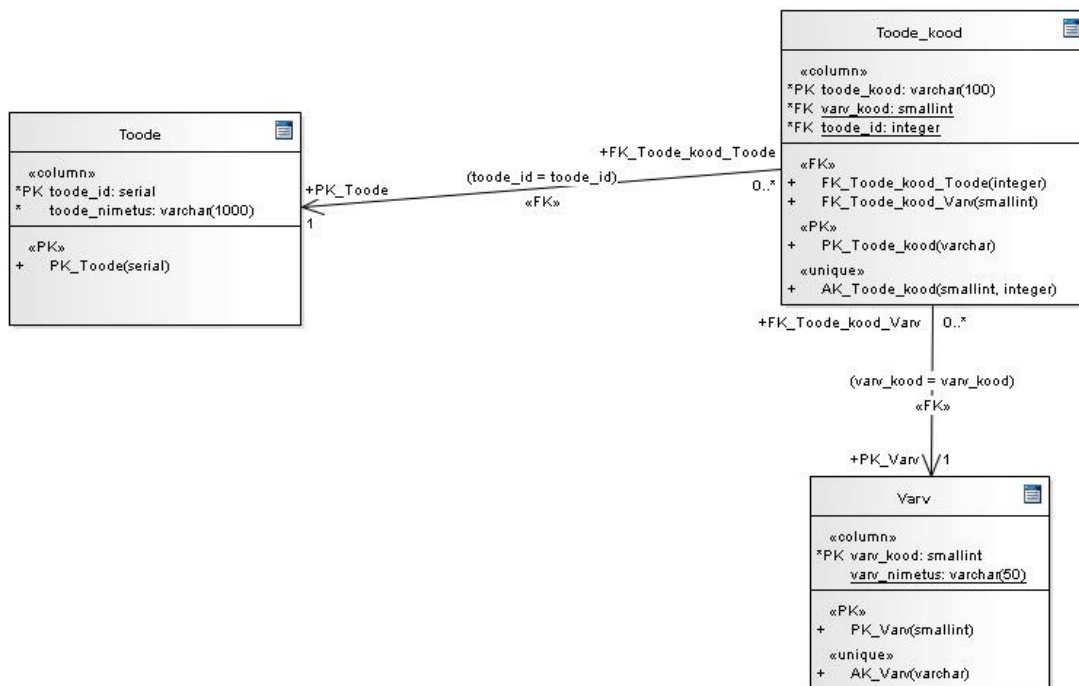 Toode
«column»
*PK toode_id: serial
* toode_nimetus: varchar(1000)
«PK»
+ PK_Toode(serial)
+PK_Toode
1
(toode_id = toode_id)
«FK»
+FK_Toode_kood_Toode
0..*
Toode_kood
«column»
*PK toode_kood: varchar(100)
*FK varv_kood: smallint
*FK toode_id: integer
«FK»
+ FK_Toode_kood_Toode(integer)
+ FK_Toode_kood_Varv(smallint)
«PK»
+ PK_Toode_kood(varchar)
«unique»
+ AK_Toode_kood(smallint, integer)
+FK_Toode_kood_Varv
0..*
(varv_kood = varv_kood)
«FK»
+PK_Varv
1
Varv
«column»
*PK varv_kood: smallint
varv_nimetus: varchar(50)
«PK»
+ PK_Varv(smallint)
«unique»
+ AK_Varv(varchar)